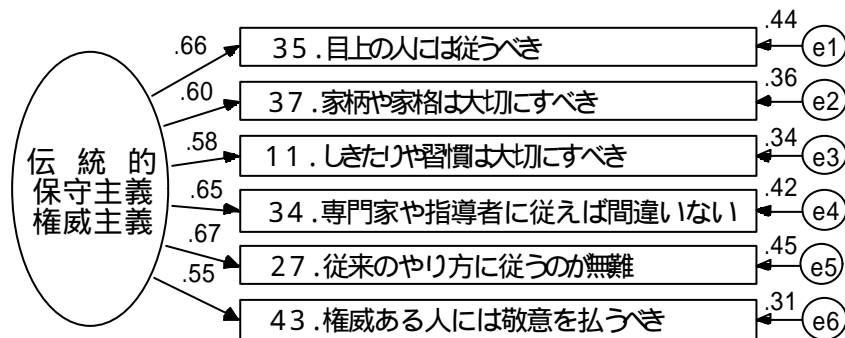 .44
.66
35.目上の人には従うべき
e1
.36
.60
37.家柄や家格は大切にすべき
e2
.34
.58
11.しきたりや習慣は大切にすべき
e3
伝統的
保守主義
権威主義
.42
.65
34.専門家や指導者に従えば間違いない
e4
.45
.67
27.従来のやり方に従うのが無難
e5
.31
.55
43.権威ある人には敬意を払うべき
e6